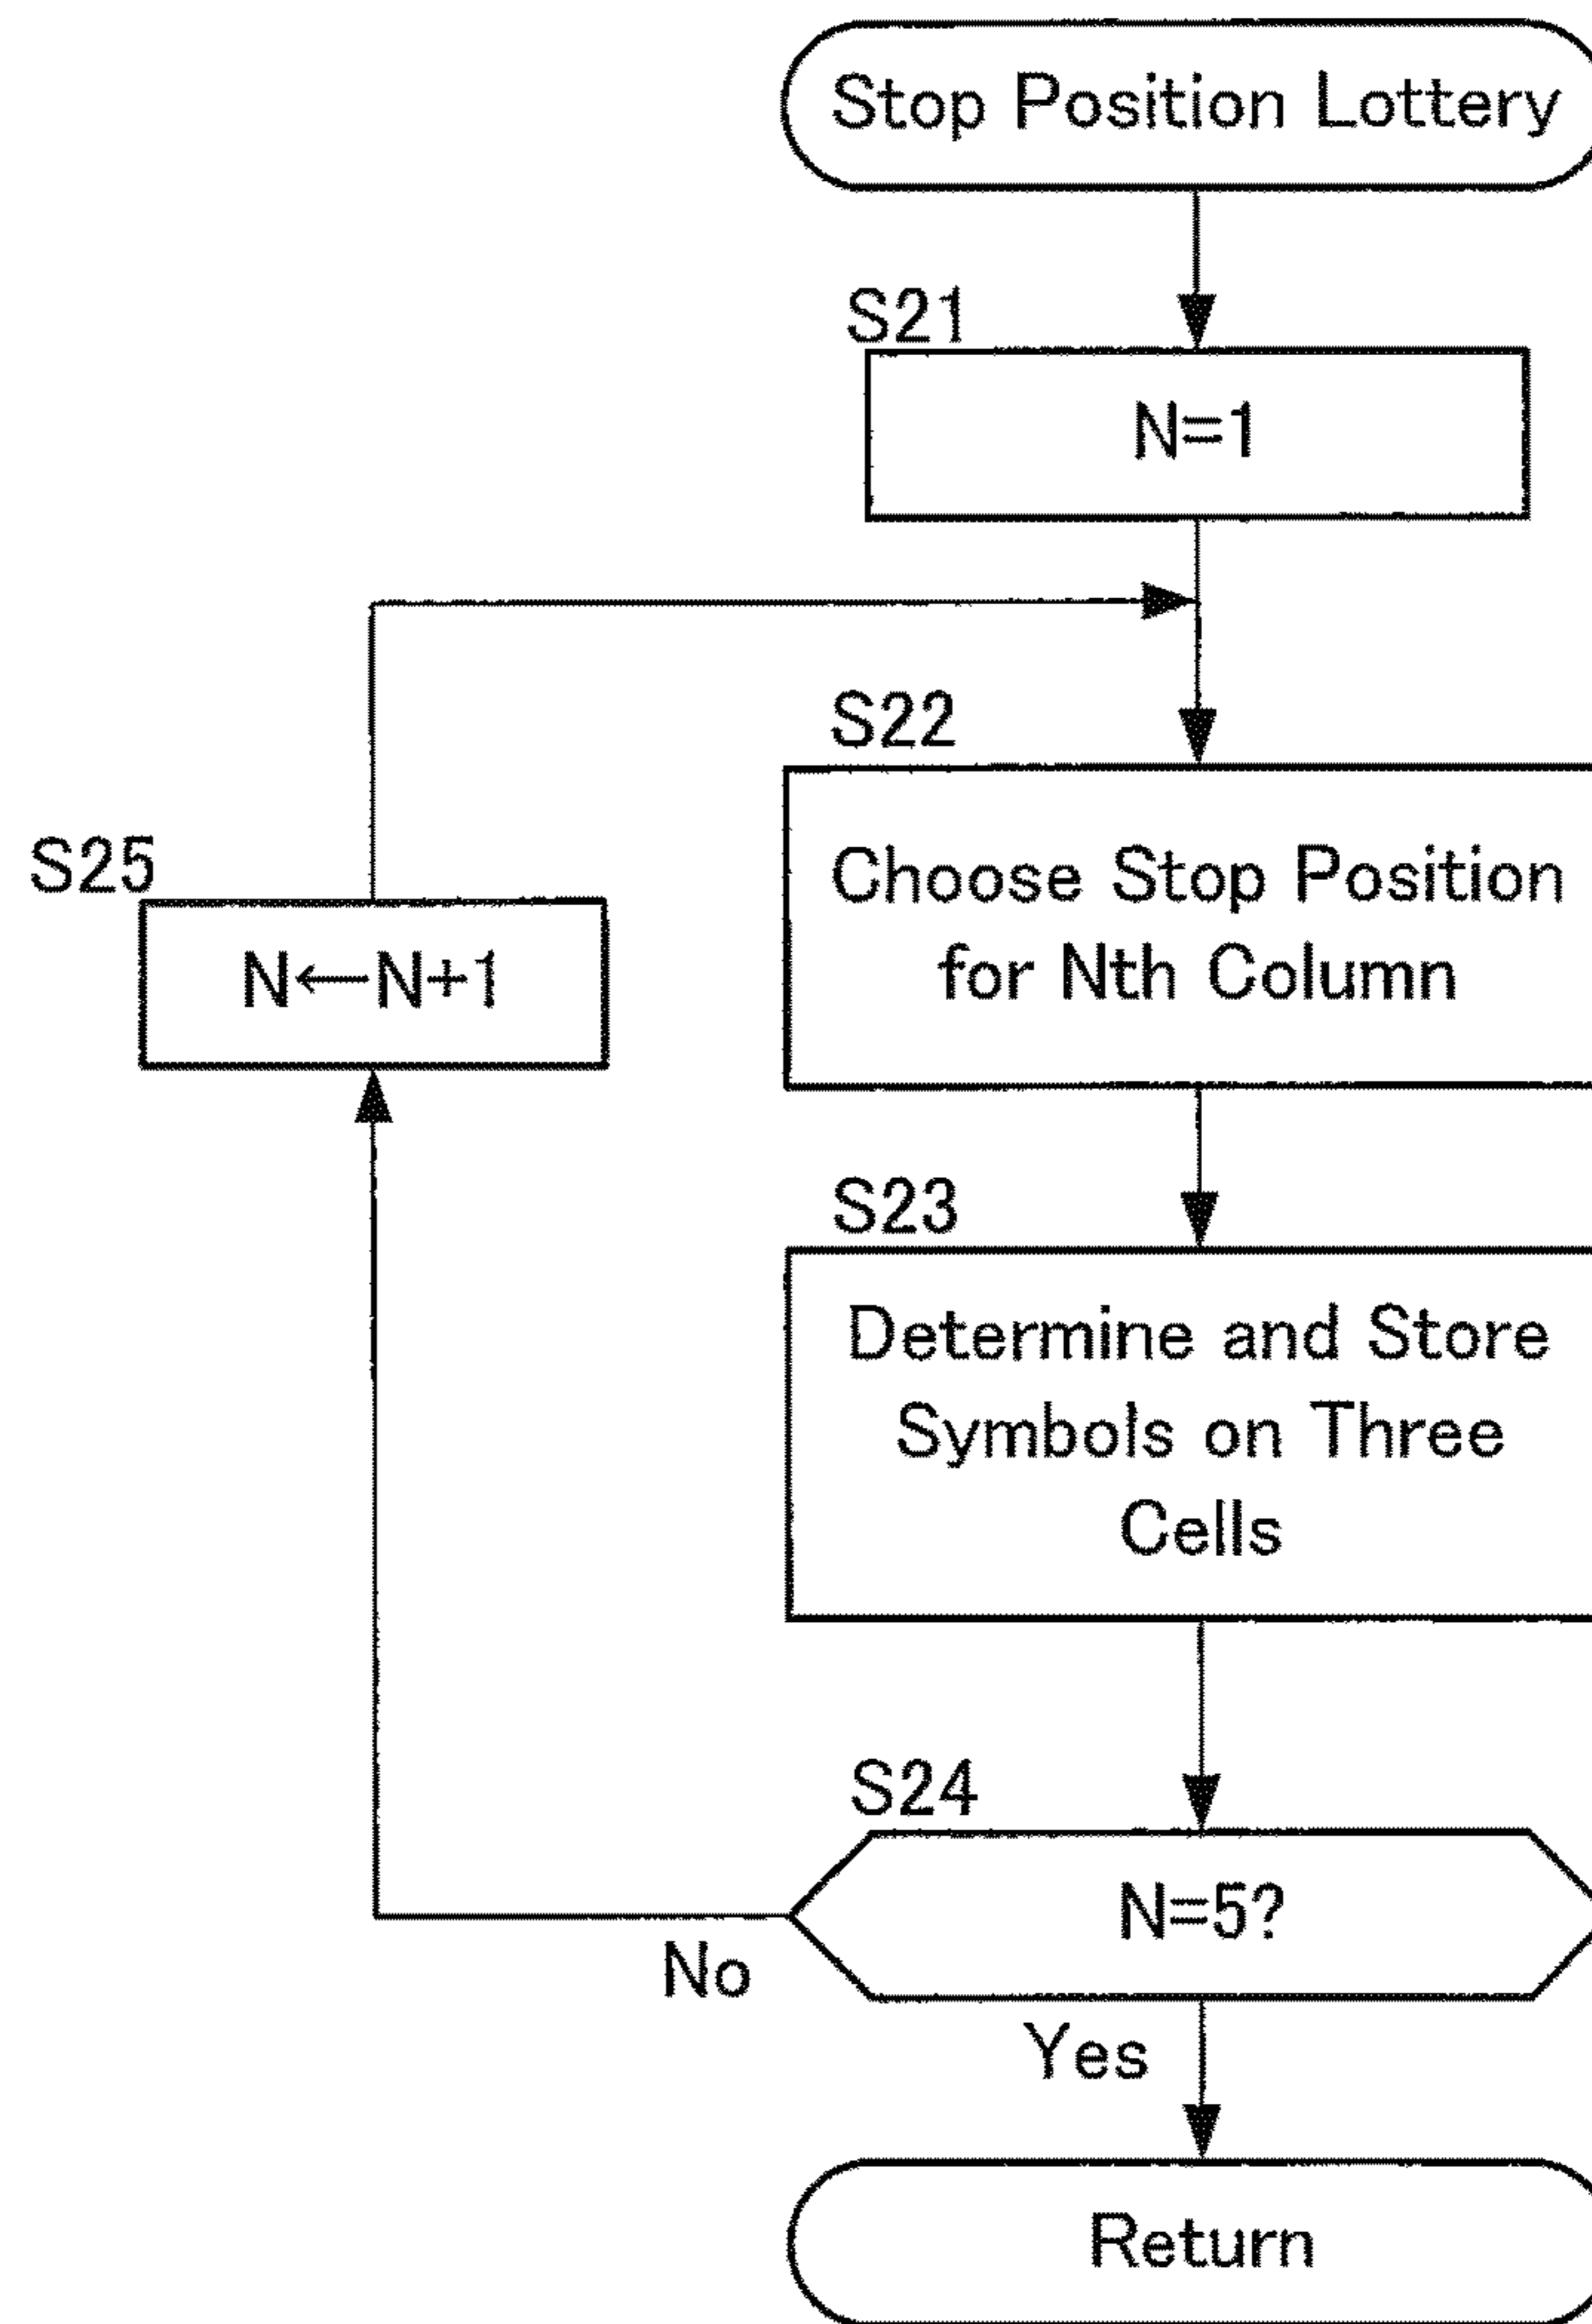 Stop Position Lottery
S21
N=1
S22
Choose Stop Position
for Nth Column
S25
N←N+1
S23
Determine and Store
Symbols on Three
Cells
S24
N=5?
No
Yes
Return